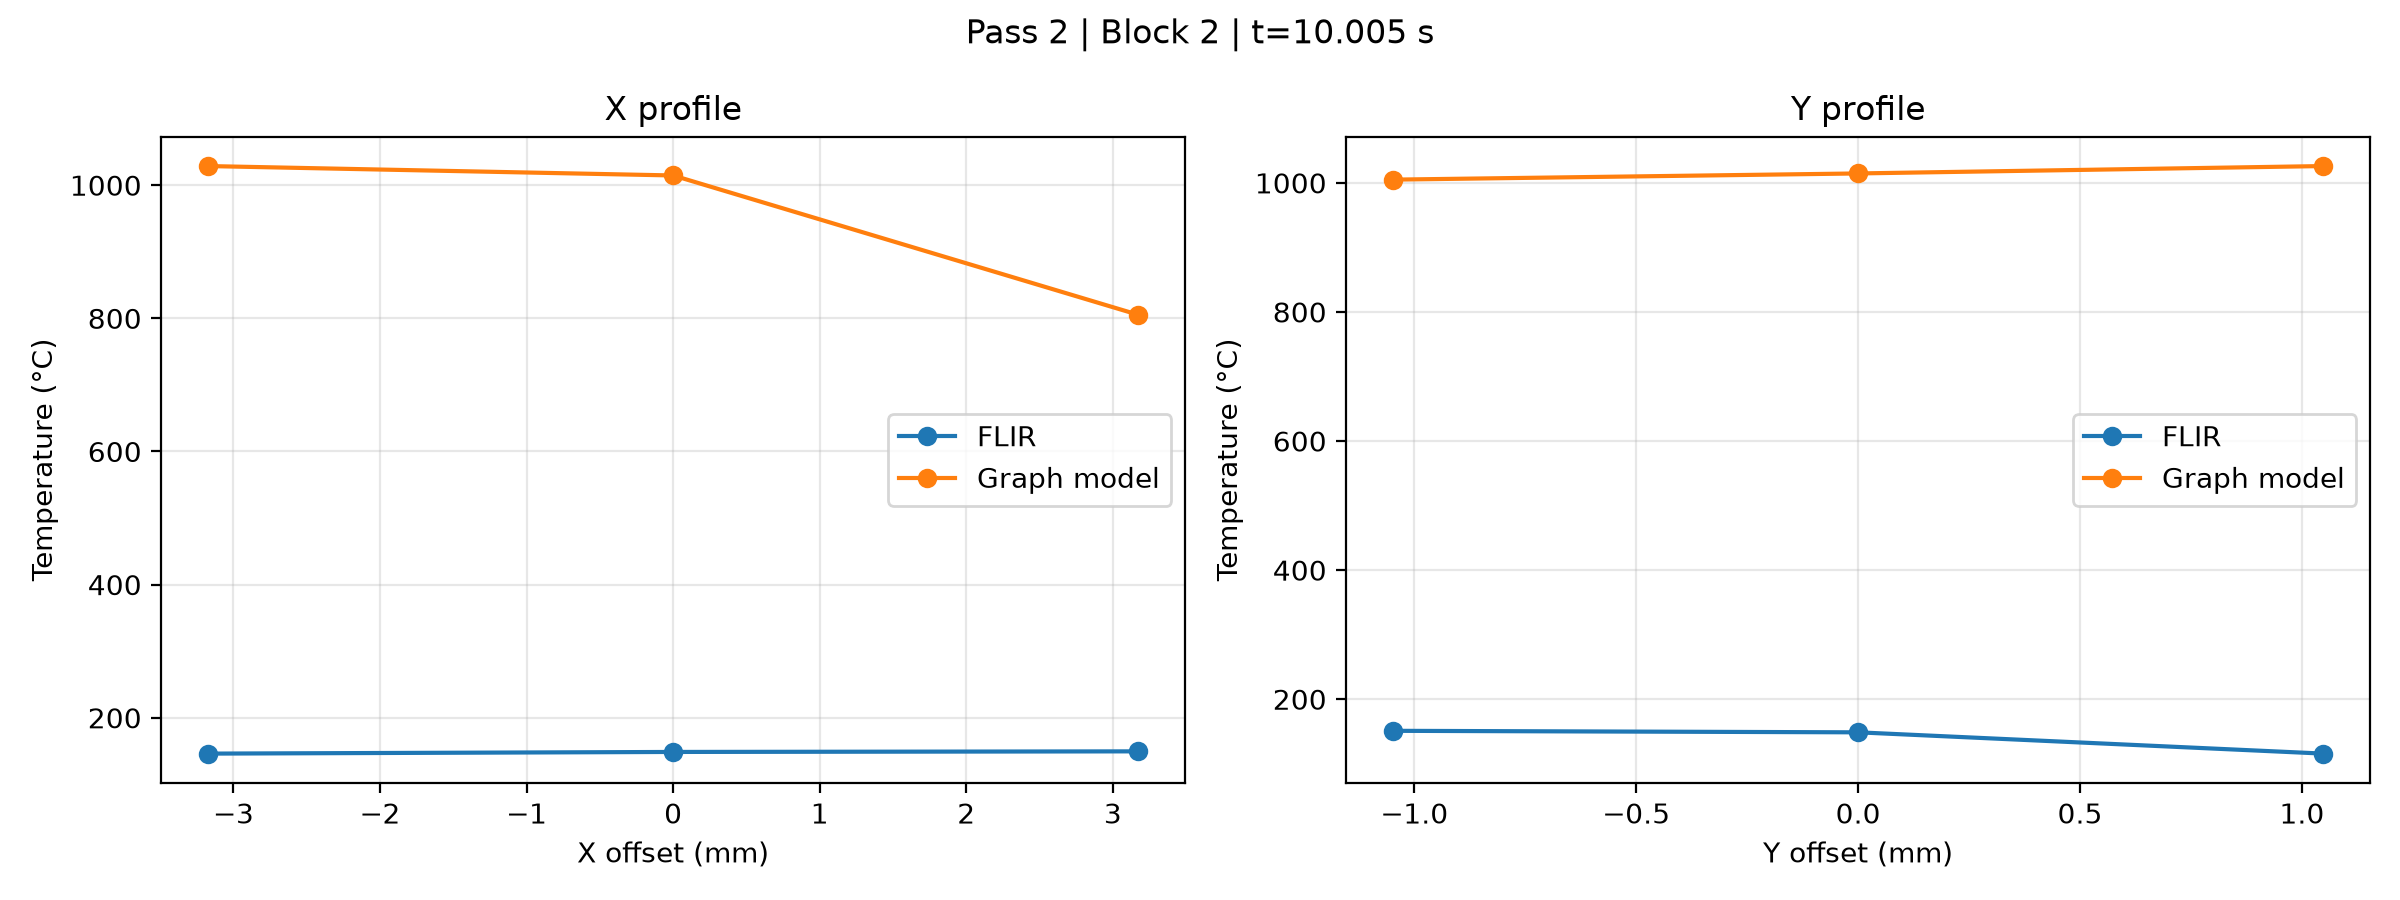 Pass 2 | Block 2 | t=10.005 s
X profile
Temperature (°C)
1000
800
600
400
200
FLIR
Graph model
−3
−2
−1
0
1
2
3
X offset (mm)
Y profile
Temperature (°C)
1000
800
600
400
200
FLIR
Graph model
−1.0
−0.5
0.0
0.5
1.0
Y offset (mm)